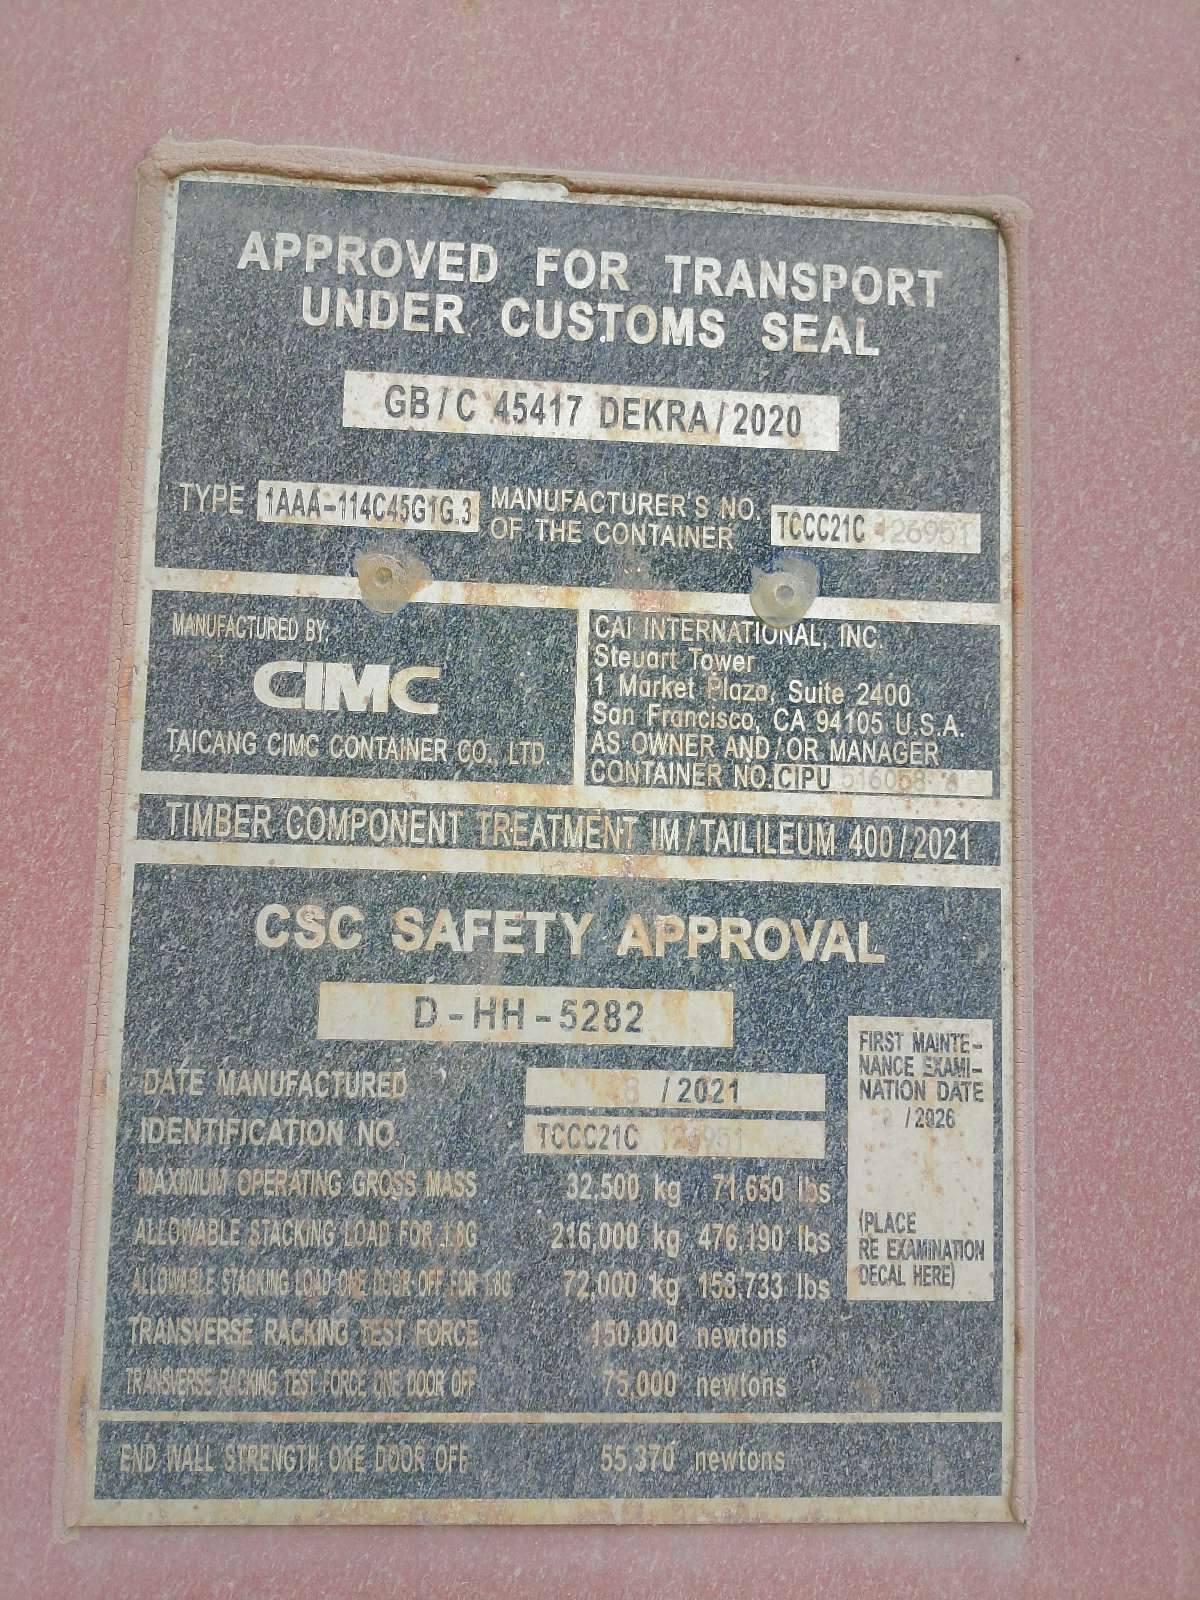 APPROVED FOR TRANSPORT
UNDER CUSTOMS SEAL
GB/C 45417 DEKRA/2020
TYPE 1AAA-114C45G1G.3
MANUFACTURER'S NO.
OF THE CONTAINER
TCCC21C 126951
MANUFACTURED BY:
CIMC
TAICANG CIMC CONTAINER CO., LTD.
CAI INTERNATIONAL, INC.
Steuart Tower
1 Market Plaza, Suite 2400
San Francisco, CA 94105 U.S.A.
AS OWNER AND/OR MANAGER
CONTAINER NO.: CIPU 516058
TIMBER COMPONENT TREATMENT IM/TAILILEUM 400/2021
CSC SAFETY APPROVAL
D-HH-5282
DATE MANUFACTURED 8 /2021
IDENTIFICATION NO. TCCC21C 126951
MAXIMUM OPERATING GROSS MASS 32,500 kg 71,650 lbs
ALLOWABLE STACKING LOAD FOR 1.8G 216,000 kg 476,190 lbs
ALLOWABLE STACKING LOAD ONE DOOR OFF FOR 1.8G 72,000 kg 158,733 lbs
TRANSVERSE RACKING TEST FORCE 150,000 newtons
TRANSVERSE RACKING TEST FORCE ONE DOOR OFF 75,000 newtons
END WALL STRENGTH ONE DOOR OFF 55,370 newtons
FIRST MAINTE-
NANCE EXAMI-
NATION DATE
/2026
(PLACE
RE EXAMINATION
DECAL HERE)